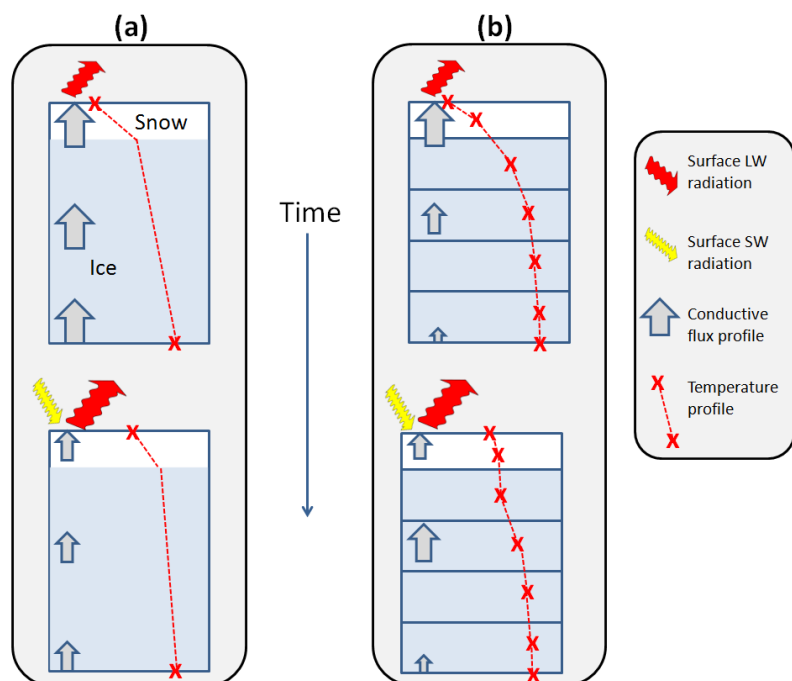 (a)
(b)
Snow
Ice
Time
Surface LW
radiation
Surface SW
radiation
Conductive
flux profile
Temperature
profile